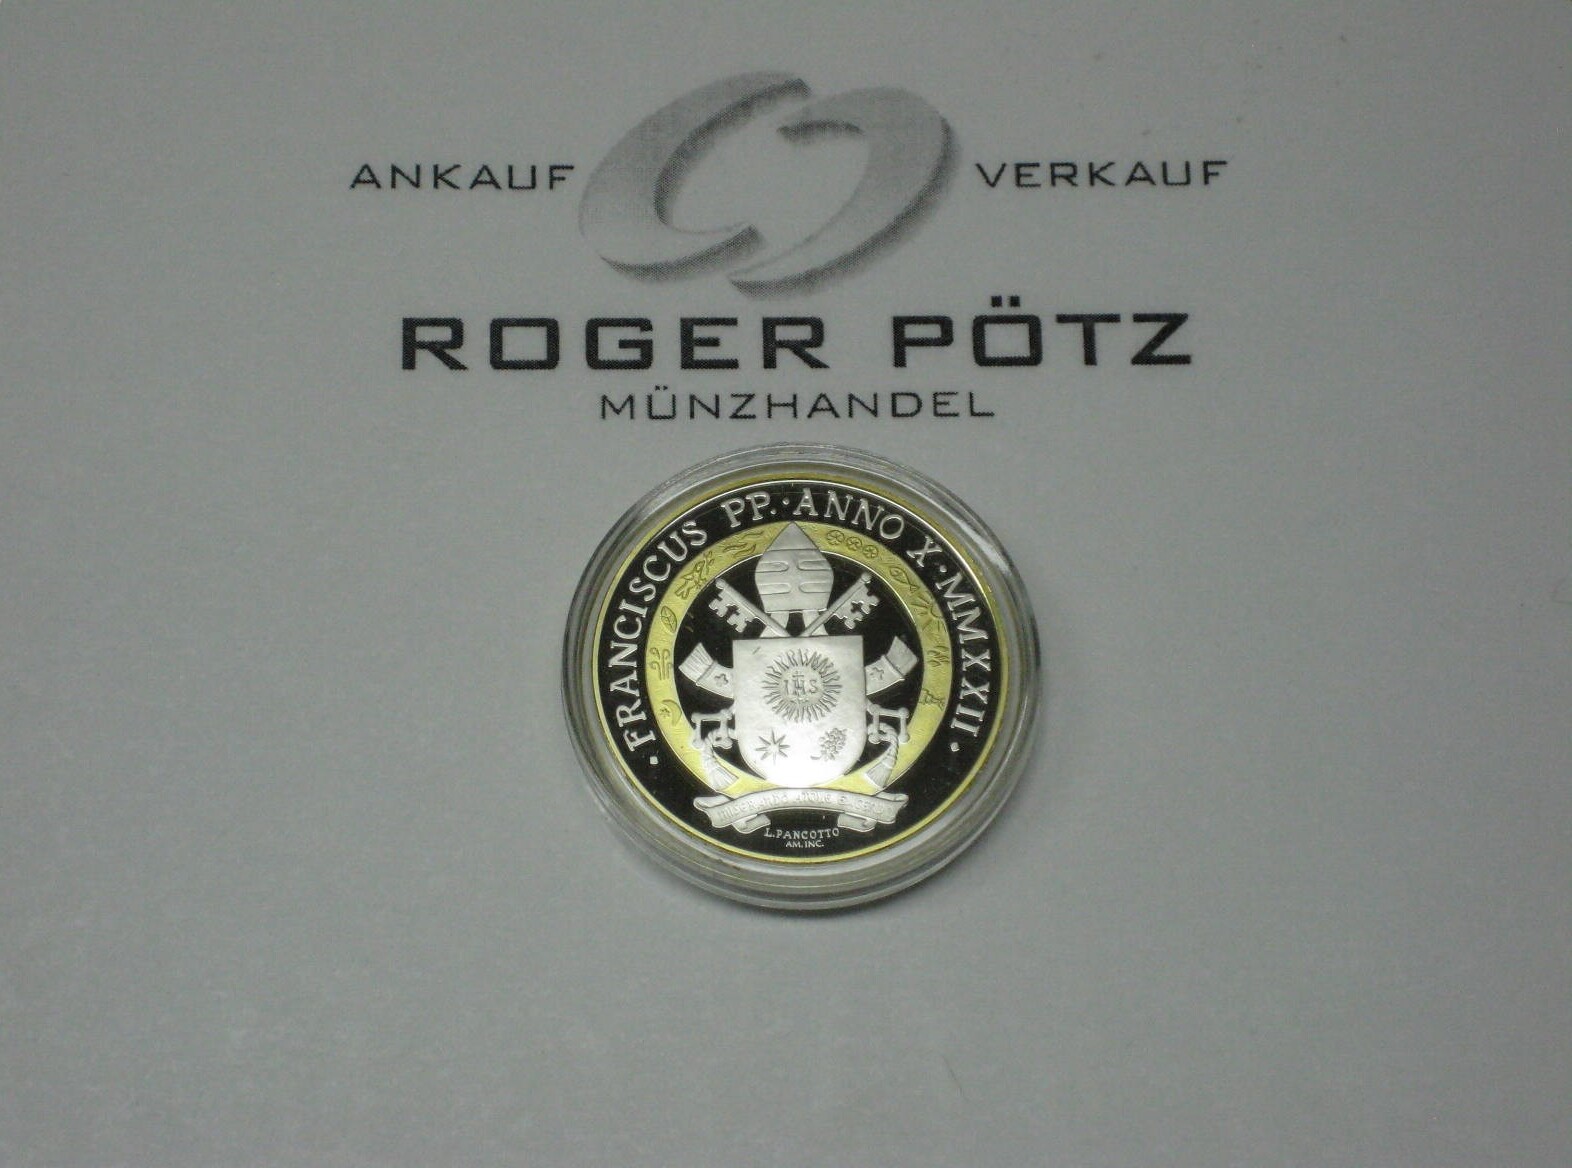 ANKAUF VERKAUF
ROGER PÖTZ
MÜNZHANDEL
· FRANCISCUS PP. · ANNO X · MMXXII ·
IHS
L.PANCOTTO
AM. INC.